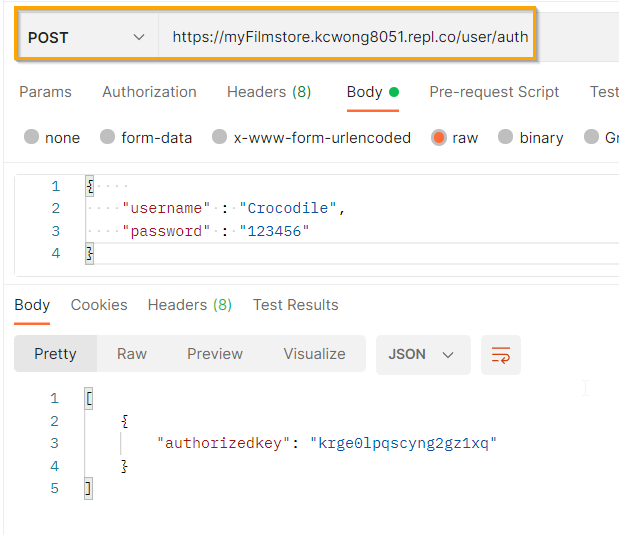 POST https://myFilmstore.kcwong8051.repl.co/user/auth
Params Authorization Headers (8) Body Pre-request Script Test
none form-data x-www-form-urlencoded raw binary Gr
1 {
2 "username" : "Crocodile",
3 "password" : "123456"
4 }
Body Cookies Headers (8) Test Results
Pretty Raw Preview Visualize JSON
1 [
2 {
3 "authorizedkey": "krge0lpqscyng2gz1xq"
4 }
5 ]